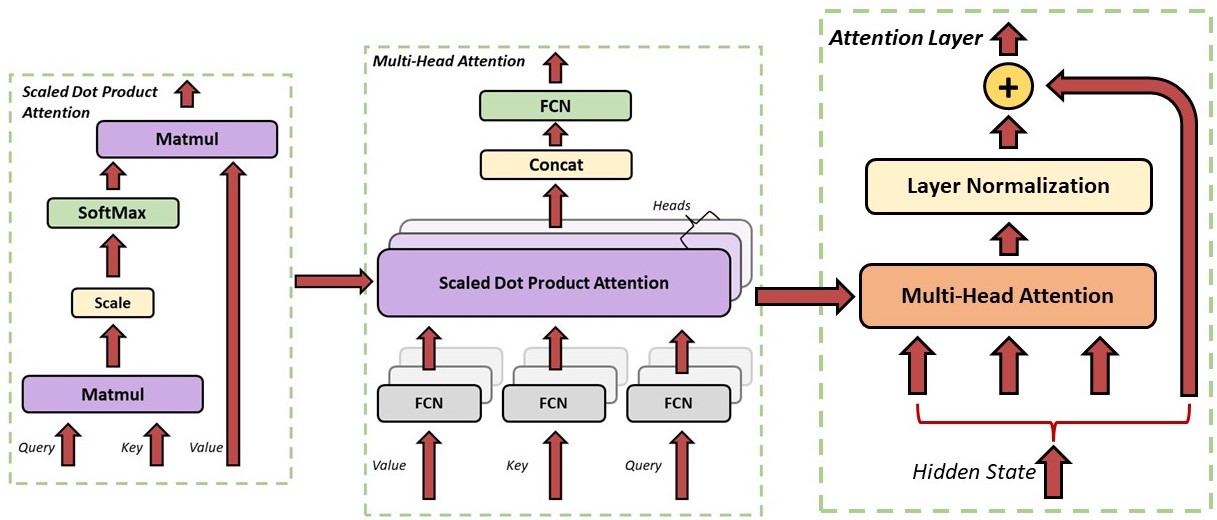 Scaled Dot Product
Attention
Matmul
SoftMax
Scale
Matmul
Query
Key
Value
Multi-Head Attention
FCN
Concat
Heads
Scaled Dot Product Attention
FCN
FCN
FCN
Value
Key
Query
Attention Layer
+
Layer Normalization
Multi-Head Attention
Hidden State